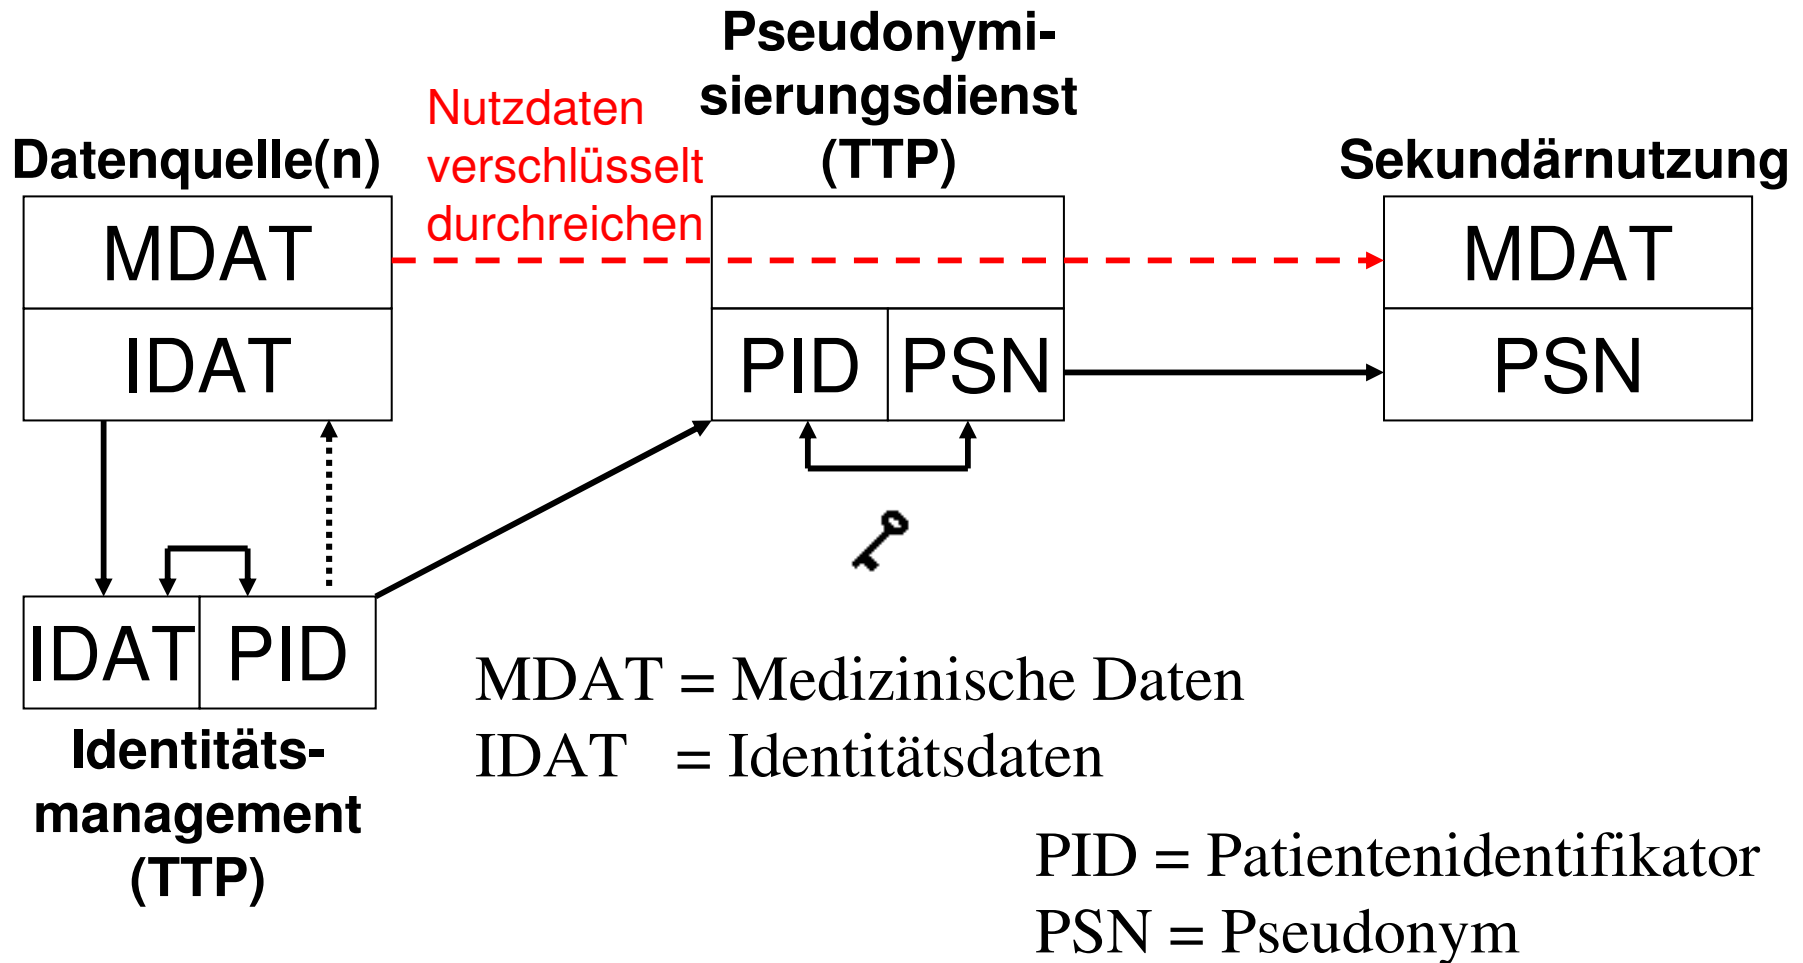 Pseudonymi-
sierungsdienst
(TTP)
Nutzdaten
verschlüsselt
durchreichen
Datenquelle(n)
Sekundärnutzung
MDAT
IDAT
PID
PSN
MDAT
PSN
IDAT
PID
Identitäts-
management
(TTP)
MDAT = Medizinische Daten
IDAT = Identitätsdaten
PID = Patientenidentifikator
PSN = Pseudonym